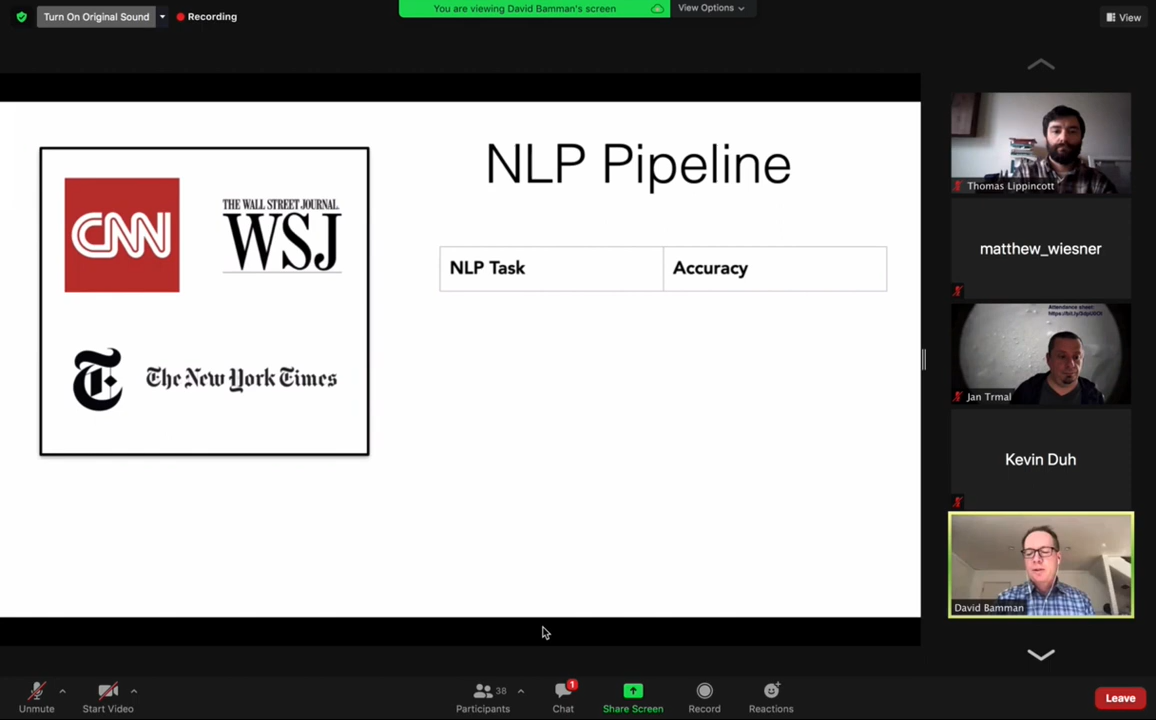 Turn On Original Sound
Recording
You are viewing David Bamman's screen
View Options
View
NLP Pipeline
CNN
THE WALL STREET JOURNAL.
WSJ
NLP Task
Accuracy
T
The New York Times
Thomas Lippincott
matthew_wiesner
Attendance sheet:
Jan Trmal
Kevin Duh
David Bamman
Unmute
Start Video
38
Participants
1
Chat
Share Screen
Record
Reactions
Leave